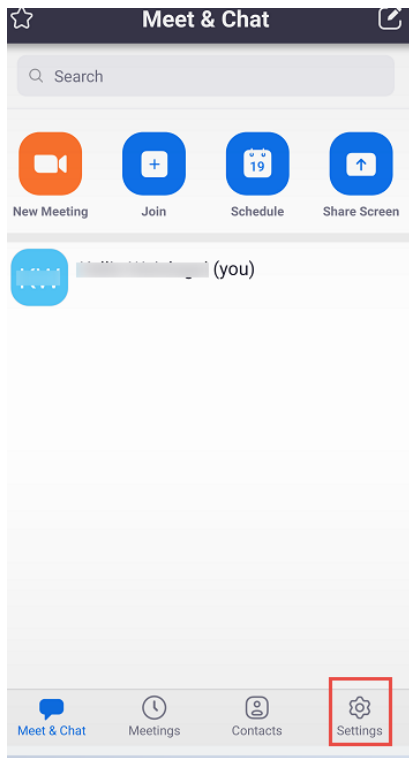 Meet & Chat
Search
19
New Meeting
Join
Schedule
Share Screen
(you)
Meet & Chat
Meetings
Contacts
Settings